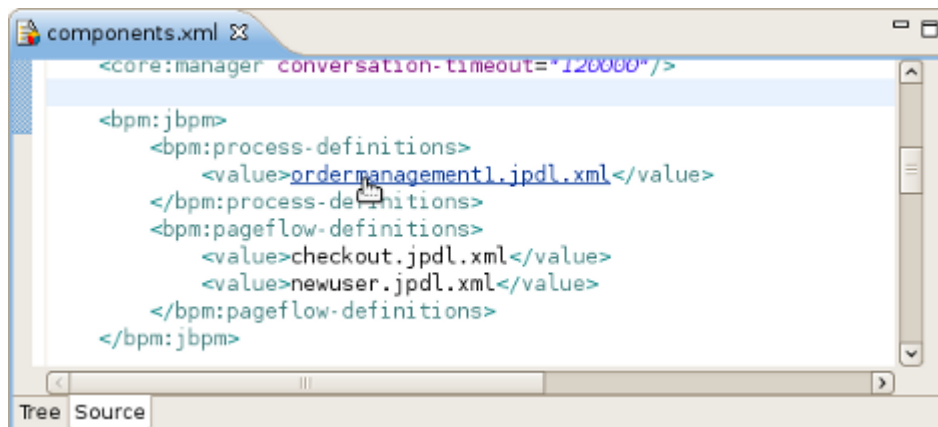 components.xml
<core:manager conversation-timeout="120000"/>
<bpm:jbpm>
<bpm:process-definitions>
<value>ordermanagement1.jpdl.xml</value>
</bpm:process-definitions>
<bpm:pageflow-definitions>
<value>checkout.jpdl.xml</value>
<value>newuser.jpdl.xml</value>
</bpm:pageflow-definitions>
</bpm:jbpm>
Tree Source